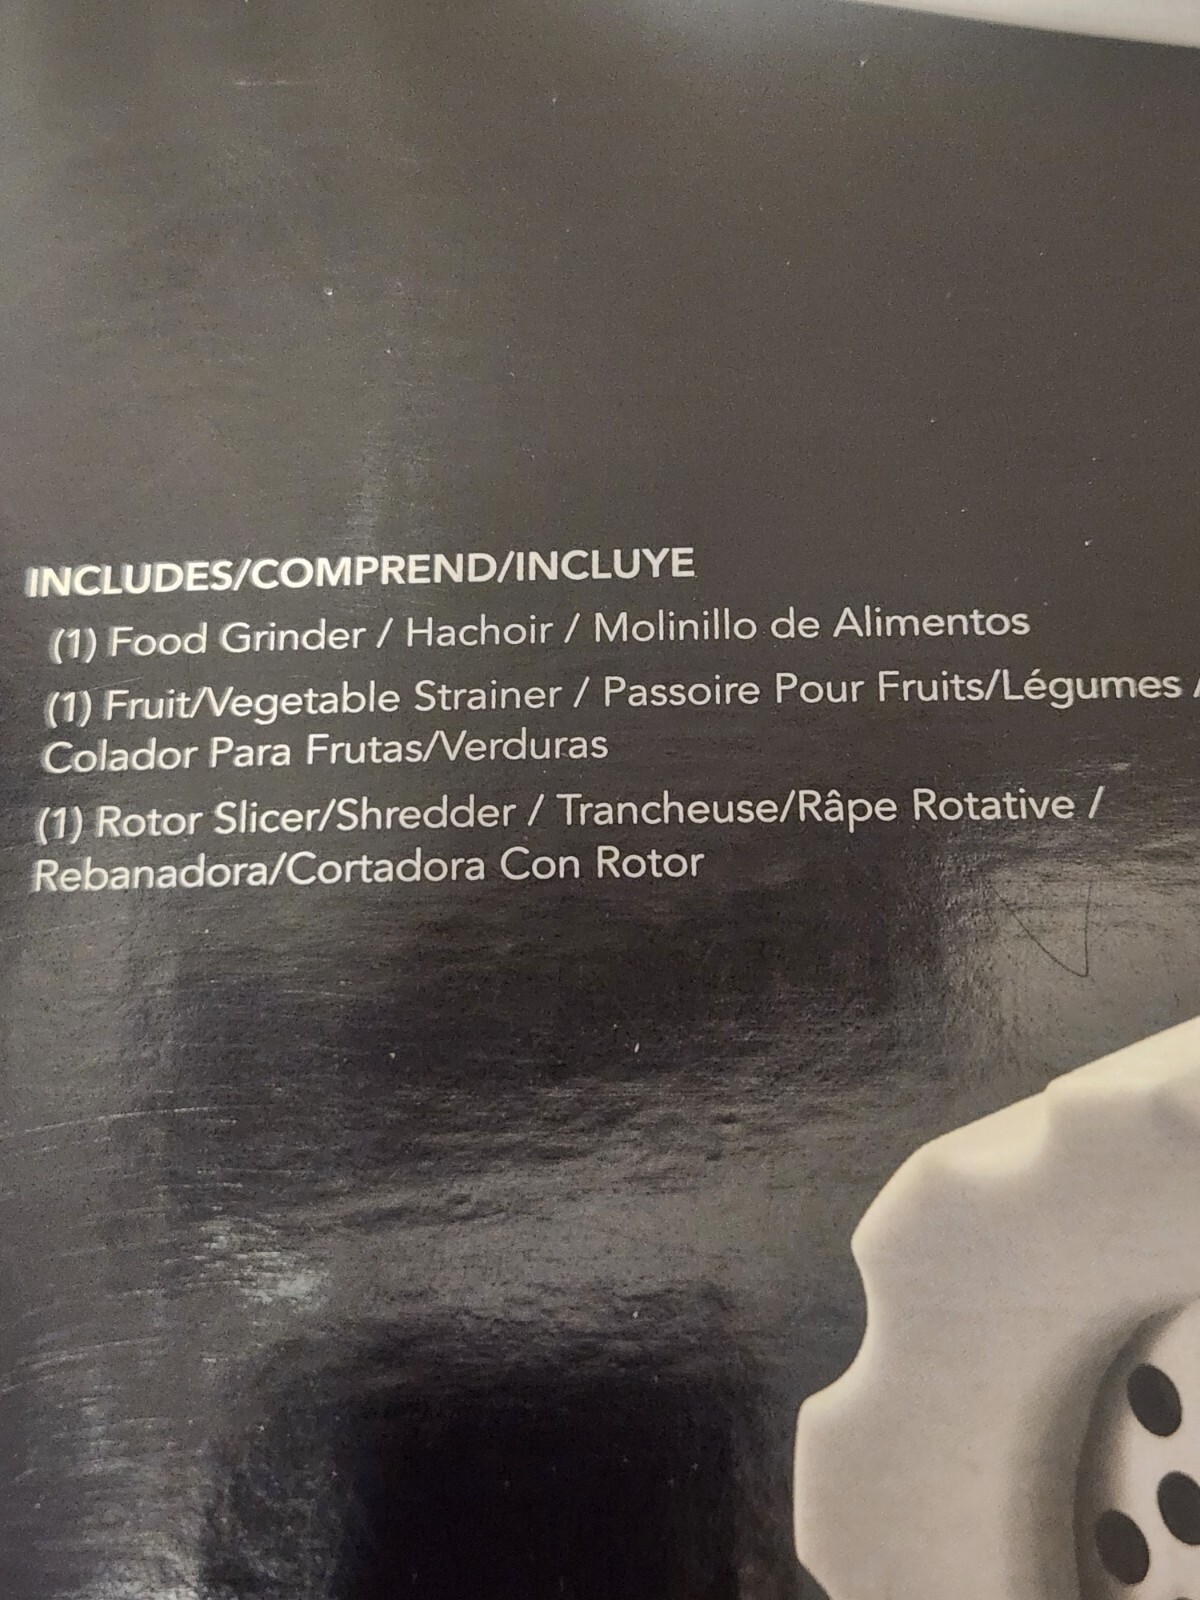 INCLUDES/COMPREND/INCLUYE
(1) Food Grinder / Hachoir / Molinillo de Alimentos
(1) Fruit/Vegetable Strainer / Passoire Pour Fruits/Légumes /
Colador Para Frutas/Verduras
(1) Rotor Slicer/Shredder / Trancheuse/Râpe Rotative /
Rebanadora/Cortadora Con Rotor